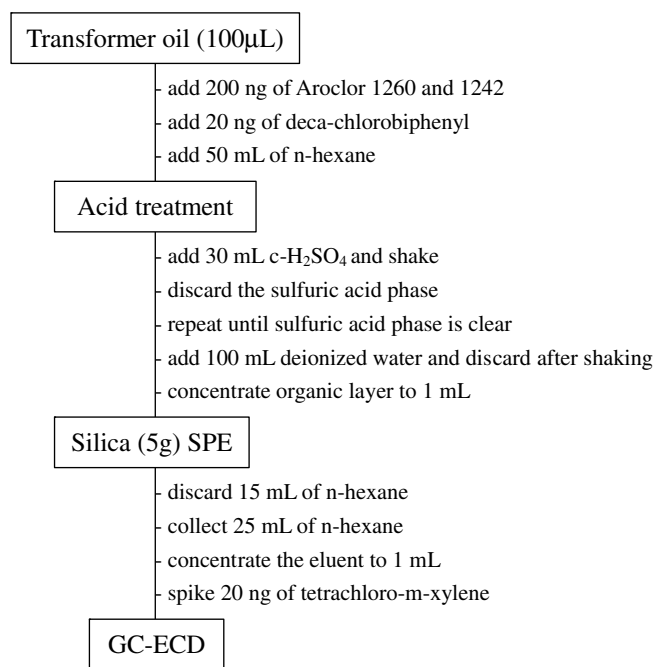 Transformer oil (100μL)
- add 200 ng of Aroclor 1260 and 1242
- add 20 ng of deca-chlorobiphenyl
- add 50 mL of n-hexane
Acid treatment
- add 30 mL c-H₂SO₄ and shake
- discard the sulfuric acid phase
- repeat until sulfuric acid phase is clear
- add 100 mL deionized water and discard after shaking
- concentrate organic layer to 1 mL
Silica (5g) SPE
- discard 15 mL of n-hexane
- collect 25 mL of n-hexane
- concentrate the eluent to 1 mL
- spike 20 ng of tetrachloro-m-xylene
GC-ECD